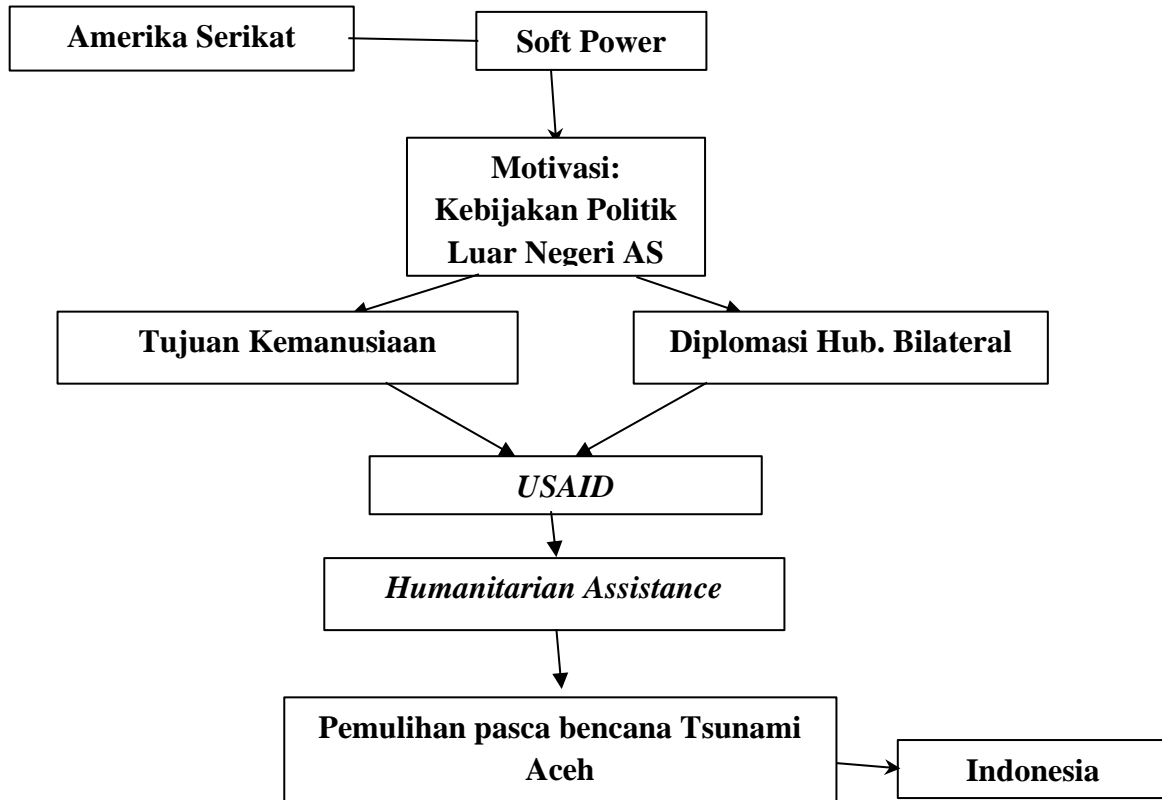 Amerika Serikat
Soft Power
Motivasi:
Kebijakan Politik
Luar Negeri AS
Tujuan Kemanusiaan
Diplomasi Hub. Bilateral
USAID
Humanitarian Assistance
Pemulihan pasca bencana Tsunami
Aceh
Indonesia